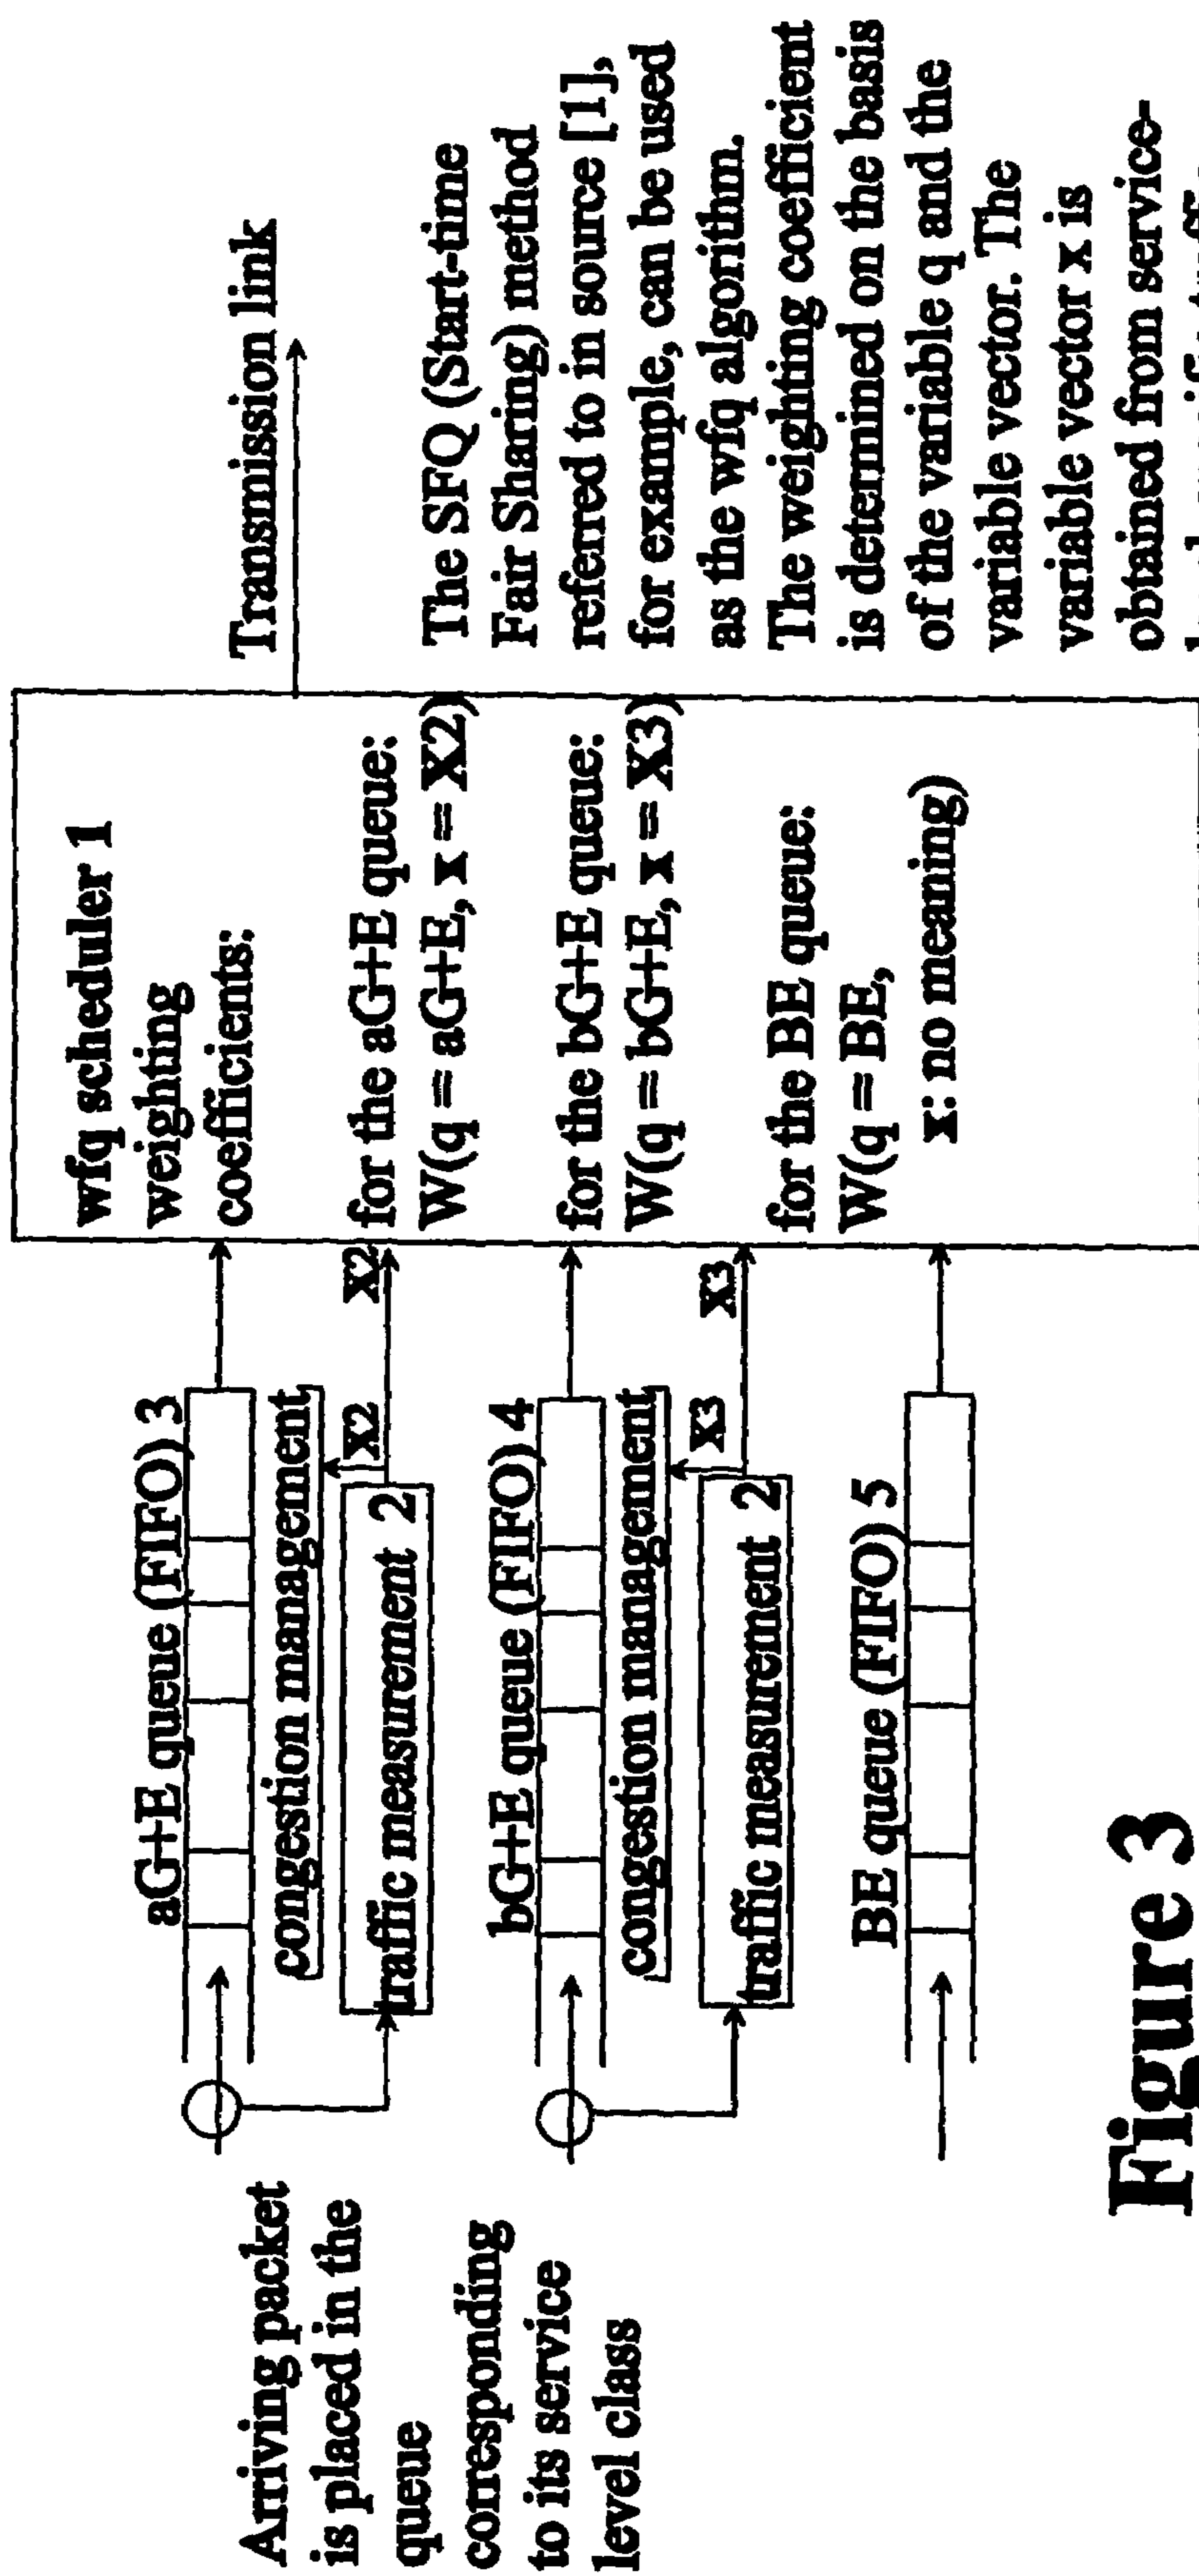 Arriving packet
is placed in the
queue
corresponding
to its service
level class
aG+E queue (FIFO) 3
congestion management
X2
X2
traffic measurement 2
bG+E queue (FIFO) 4
congestion management
X3
X3
traffic measurement 2
BE queue (FIFO) 5
wfq scheduler 1
weighting
coefficients:
for the aG+E queue:
W(q = aG+E, x = X2)
for the bG+E queue:
W(q = bG+E, x = X3)
for the BE queue:
W(q = BE,
x: no meaning)
Transmission link
The SFQ (Start-time
Fair Sharing) method
referred to in source [1],
for example, can be used
as the wfq algorithm.
The weighting coefficient
is determined on the basis
of the variable q and the
variable vector. The
variable vector x is
obtained from service-
Figure 3